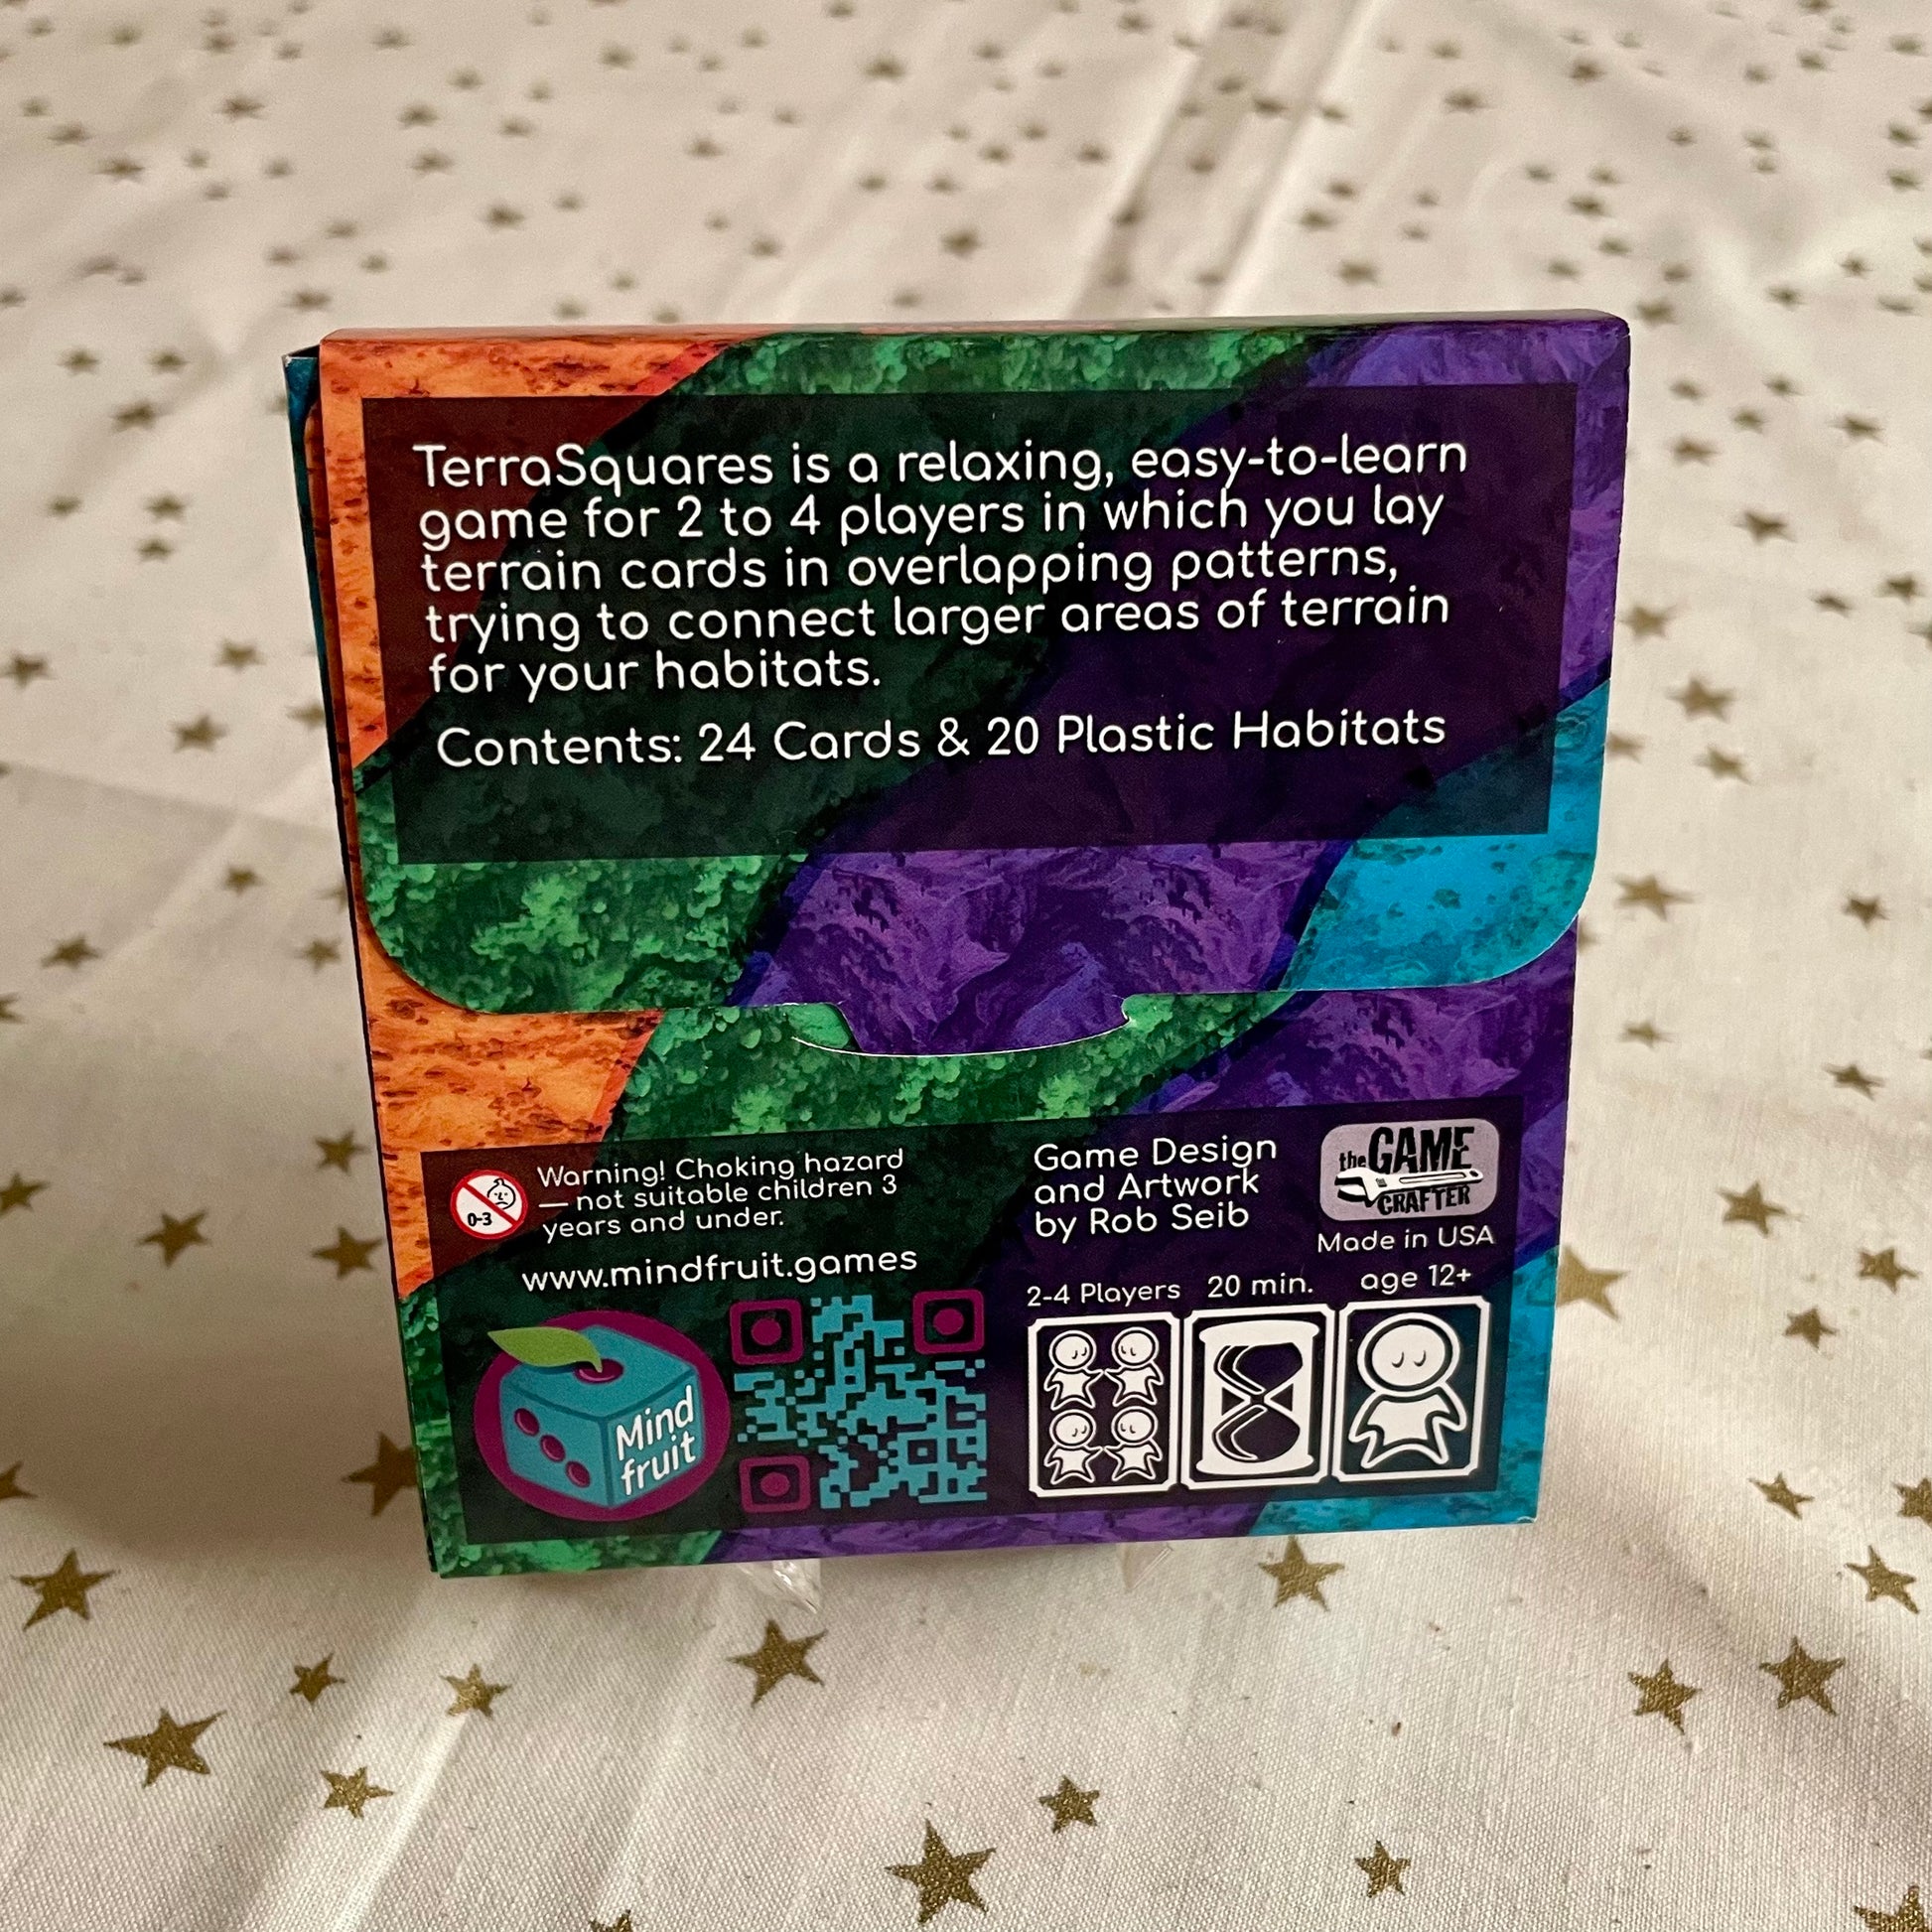 TerraSquares is a relaxing, easy-to-learn
game for 2 to 4 players in which you lay
terrain cards in overlapping patterns,
trying to connect larger areas of terrain
for your habitats.
Contents: 24 Cards & 20 Plastic Habitats
0-3
Warning! Choking hazard
— not suitable children 3
years and under.
www.mindfruit.games
Mind
fruit
Game Design
and Artwork
by Rob Seib
the GAME
CRAFTER
Made in USA
2-4 Players
20 min.
age 12+